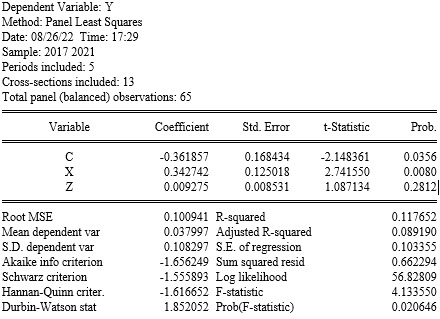 Dependent Variable: Y
Method: Panel Least Squares
Date: 08/26/22 Time: 17:29
Sample: 2017 2021
Periods included: 5
Cross-sections included: 13
Total panel (balanced) observations: 65
Variable Coefficient Std. Error t-Statistic Prob.
C -0.361857 0.168434 -2.148361 0.0356
X 0.342742 0.125018 2.741550 0.0080
Z 0.009275 0.008531 1.087134 0.2812
Root MSE 0.100941 R-squared 0.117652
Mean dependent var 0.037997 Adjusted R-squared 0.089190
S.D. dependent var 0.108297 S.E. of regression 0.103355
Akaike info criterion -1.656249 Sum squared resid 0.662294
Schwarz criterion -1.555893 Log likelihood 56.82809
Hannan-Quinn criter. -1.616652 F-statistic 4.133550
Durbin-Watson stat 1.852052 Prob(F-statistic) 0.020646